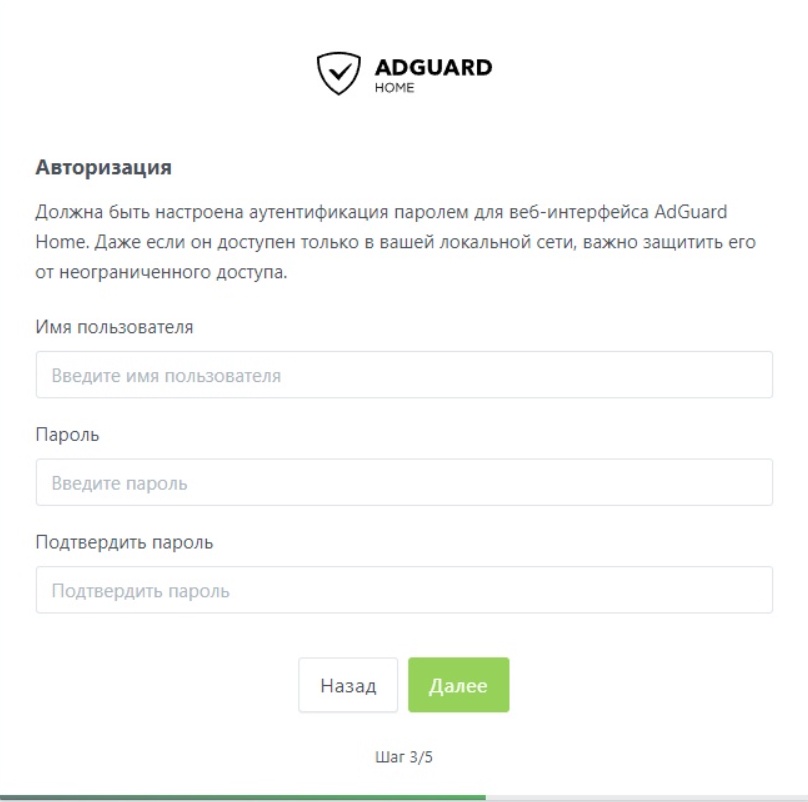 ADGUARD
HOME
Авторизация
Должна быть настроена аутентификация паролем для веб-интерфейса AdGuard
Home. Даже если он доступен только в вашей локальной сети, важно защитить его
от неограниченного доступа.
Имя пользователя
Введите имя пользователя
Пароль
Введите пароль
Подтвердить пароль
Подтвердить пароль
Назад Далее
Шаг 3/5